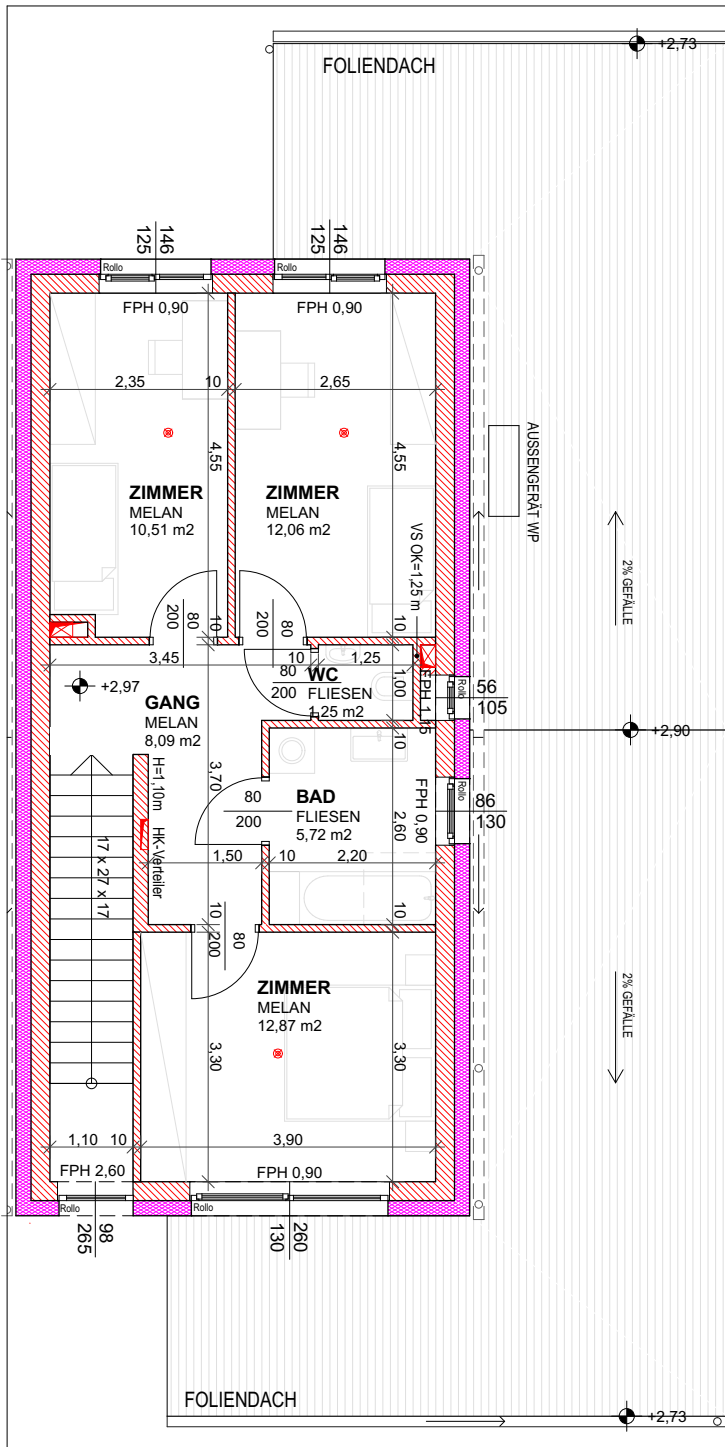 FOLIENDACH
+2,73
146
125
146
125
Rollo
Rollo
FPH 0,90
FPH 0,90
2,35
10
2,65
4,55
4,55
AUSSENGERÄT WP
ZIMMER
MELAN
10,51 m2
ZIMMER
MELAN
12,06 m2
VS OK=1,25 m
2% GEFÄLLE
80
200
10
80
200
10
3,45
10
1,25
80
200
WC
FLIESEN
1,25 m2
1,00
FPH 1,15
Rollo
56
105
+2,97
GANG
MELAN
8,09 m2
10
+2,90
H=1,10m
HK-Verteiler
3,70
80
200
BAD
FLIESEN
5,72 m2
2,60
FPH 0,90
Rollo
86
130
17 x 27 x 17
1,50
10
2,20
10
80
200
10
ZIMMER
MELAN
12,87 m2
2% GEFÄLLE
3,30
3,30
1,10
10
3,90
FPH 2,60
FPH 0,90
Rollo
Rollo
98
265
260
130
FOLIENDACH
+2,73